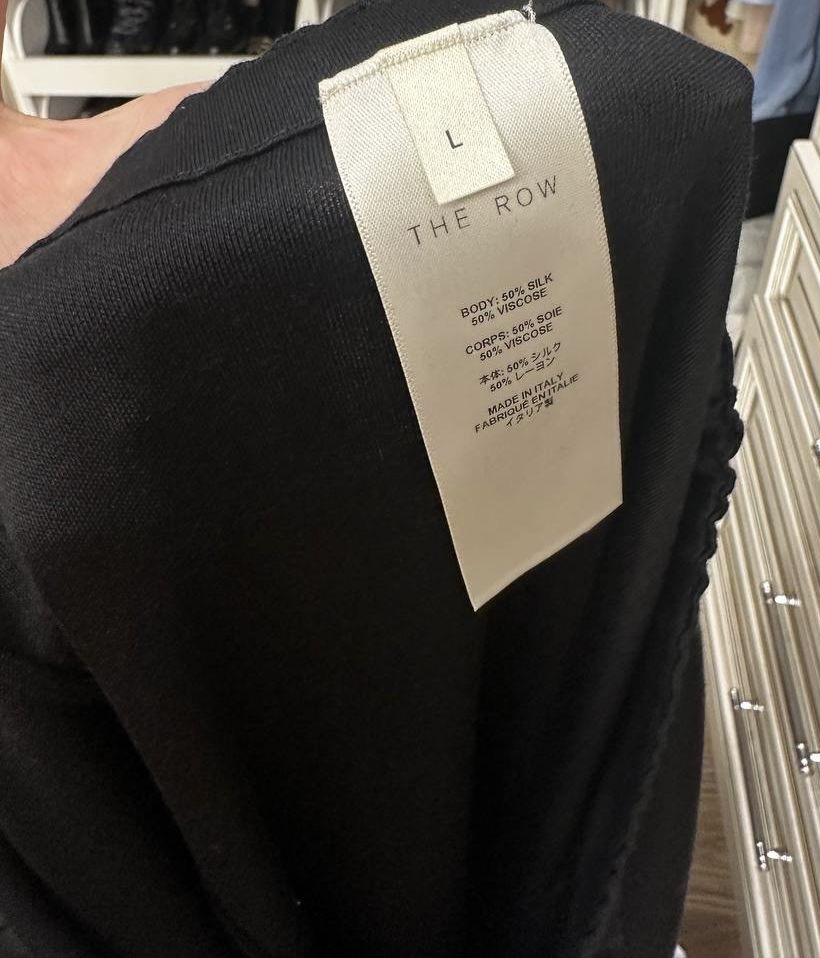 L
THE ROW
BODY: 50% SILK
50% VISCOSE
CORPS: 50% SOIE
50% VISCOSE
本体: 50% シルク
50% レーヨン
MADE IN ITALY
FABRIQUÉ EN ITALIE
イタリア製